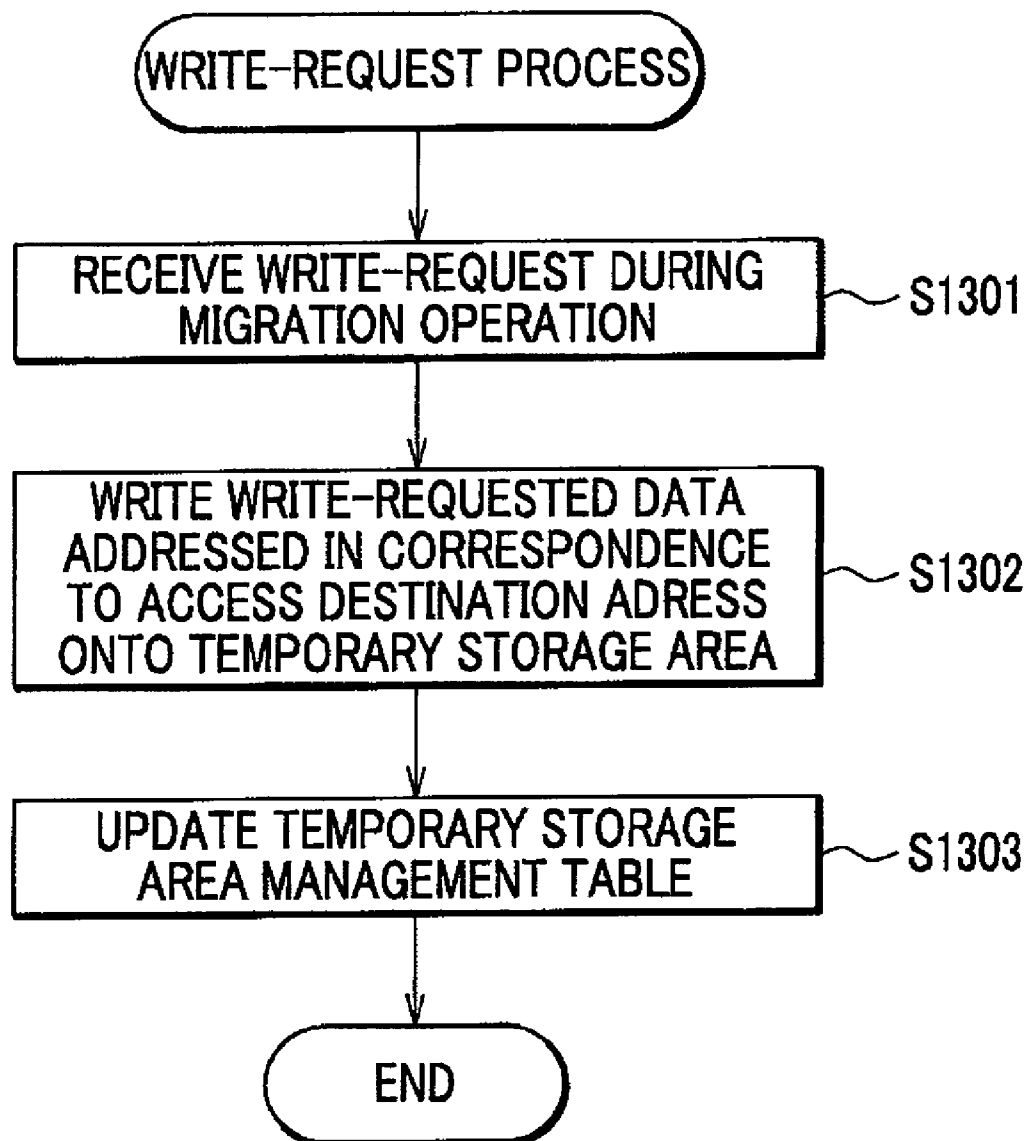 WRITE-REQUEST PROCESS
RECEIVE WRITE-REQUEST DURING
MIGRATION OPERATION
S1301
WRITE WRITE-REQUESTED DATA
ADDRESSED IN CORRESPONDENCE
TO ACCESS DESTINATION ADRESS
ONTO TEMPORARY STORAGE AREA
S1302
UPDATE TEMPORARY STORAGE
AREA MANAGEMENT TABLE
S1303
END